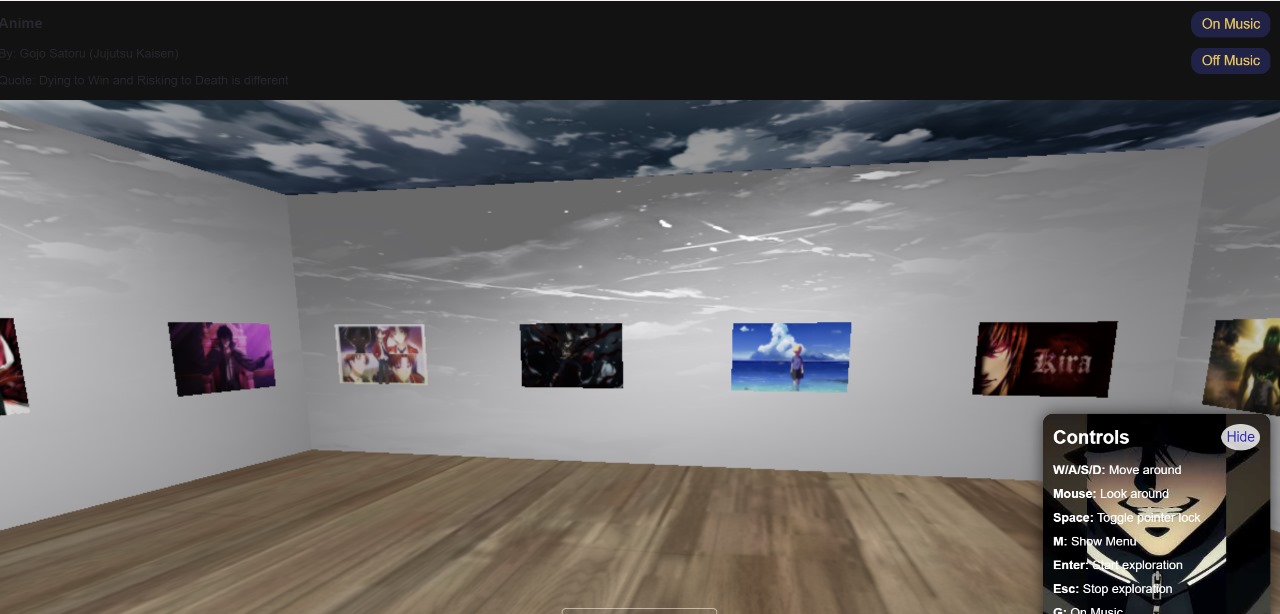 Anime
By: Gojo Satoru (Jujutsu Kaisen)
Quote: Dying to Win and Risking to Death is different
On Music
Off Music
Kira
Controls
Hide
W/A/S/D: Move around
Mouse: Look around
Space: Toggle pointer lock
M: Show Menu
Enter: Start exploration
Esc: Stop exploration
G: On Music